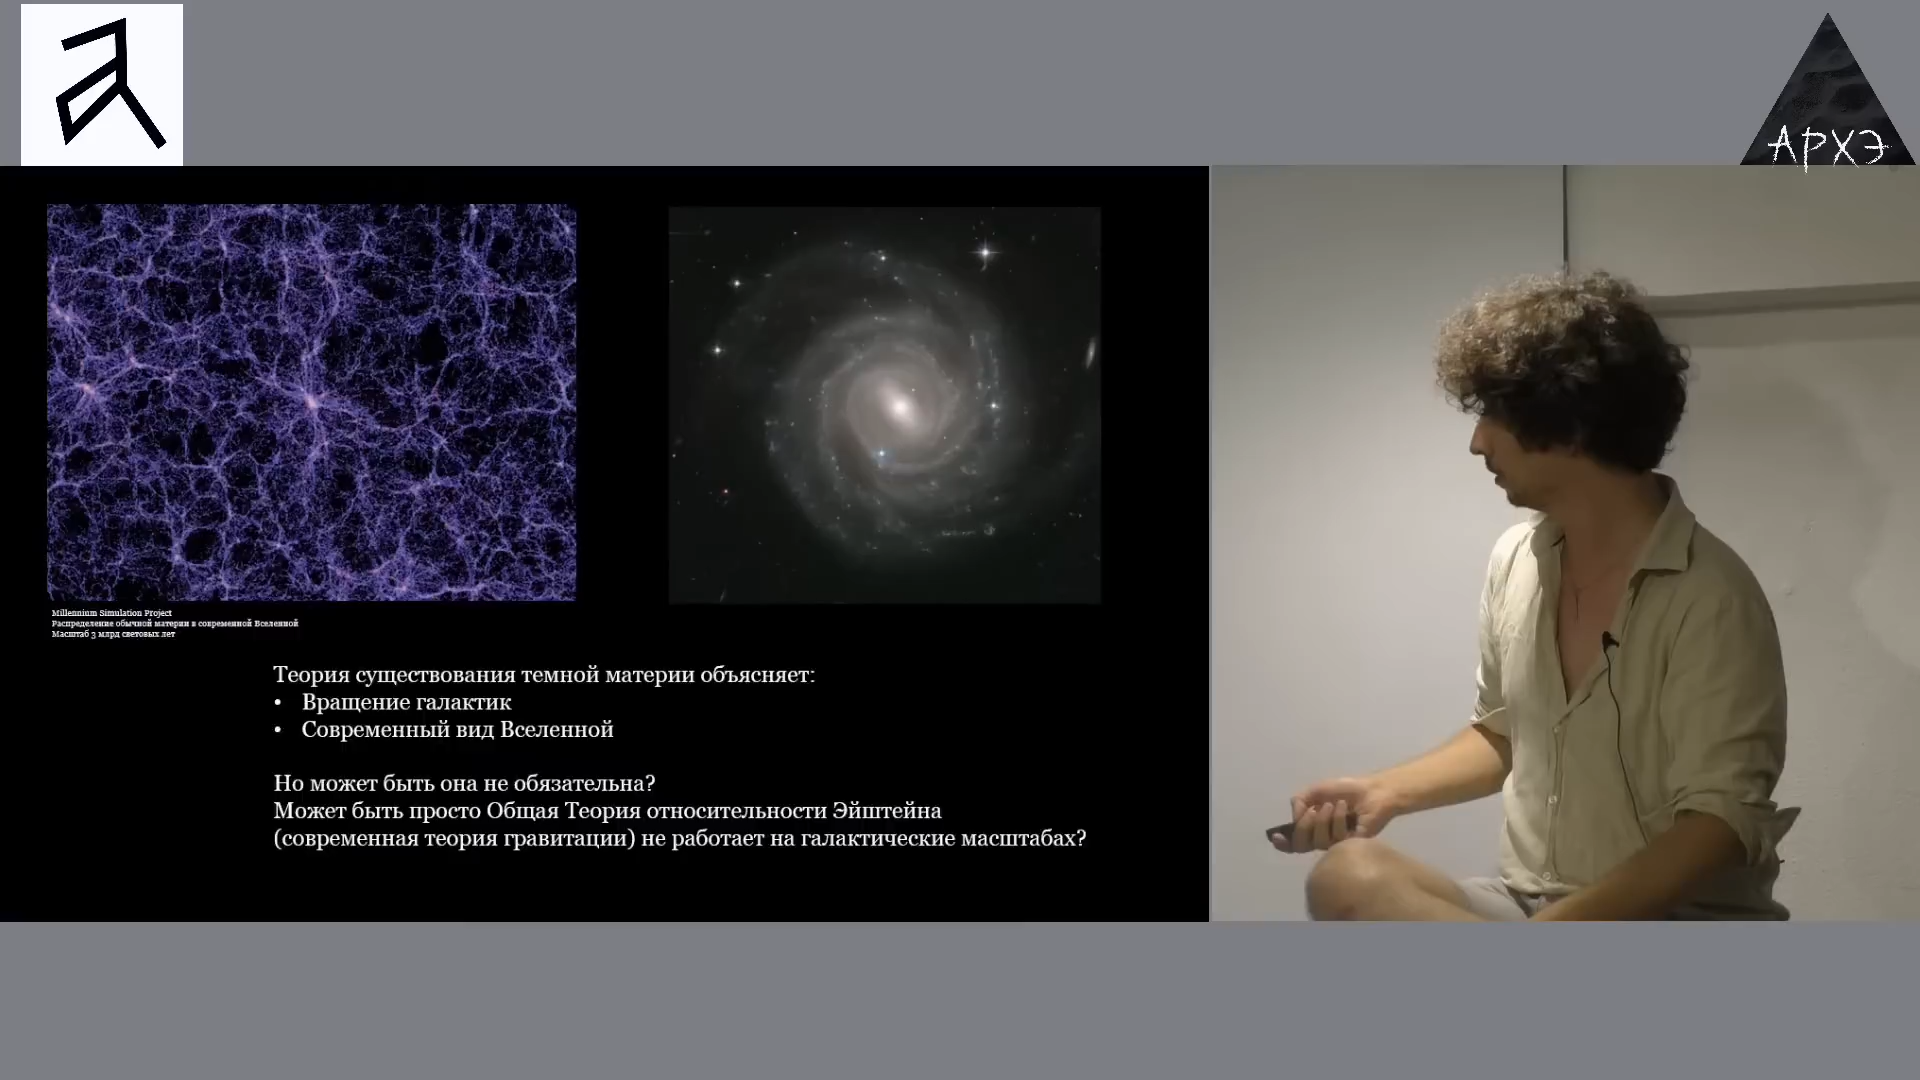 АРХЭ
Millennium Simulation Project
Распределение обычной материи в современной Вселенной
Масштаб 3 млрд световых лет
Теория существования темной материи объясняет:
• Вращение галактик
• Современный вид Вселенной
Но может быть она не обязательна?
Может быть просто Общая Теория относительности Эйштейна
(современная теория гравитации) не работает на галактические масштабах?